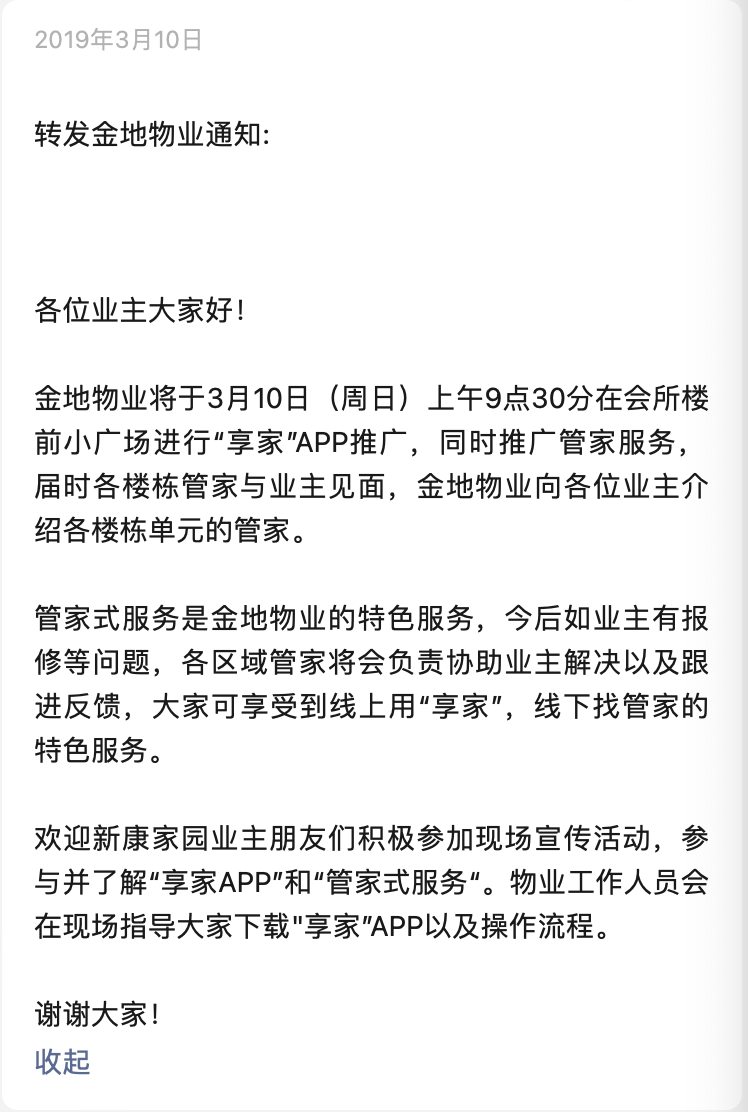 2019年3月10日
转发金地物业通知:
各位业主大家好！
金地物业将于3月10日（周日）上午9点30分在会所楼
前小广场进行“享家”APP推广，同时推广管家服务，
届时各楼栋管家与业主见面，金地物业向各位业主介
绍各楼栋单元的管家。
管家式服务是金地物业的特色服务，今后如业主有报
修等问题，各区域管家将会负责协助业主解决以及跟
进反馈，大家可享受到线上用“享家”，线下找管家的
特色服务。
欢迎新康家园业主朋友们积极参加现场宣传活动，参
与并了解“享家APP”和“管家式服务“。物业工作人员会
在现场指导大家下载"享家”APP以及操作流程。
谢谢大家！
收起